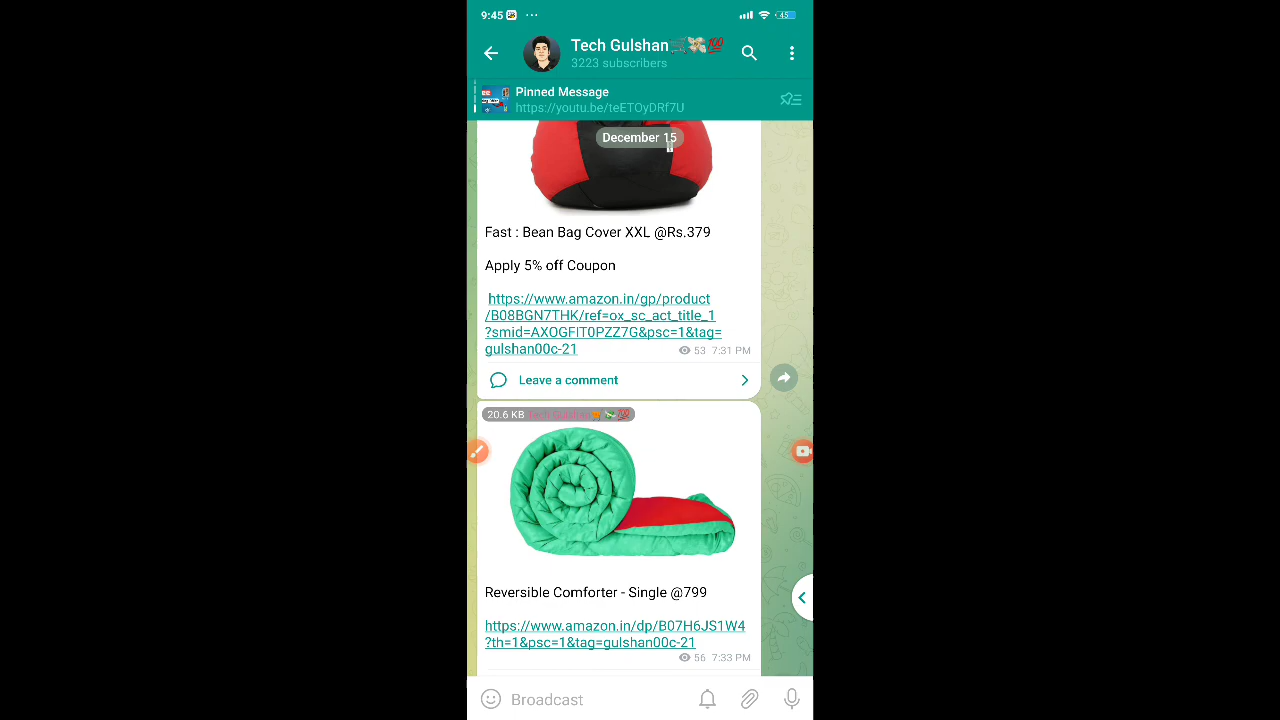 9:45
45
Tech Gulshan
3223 subscribers
Pinned Message
https://youtu.be/teETOyDRf7U
December 15
Fast : Bean Bag Cover XXL @Rs.379
Apply 5% off Coupon
https://www.amazon.in/gp/product
/B08BGN7THK/ref=ox_sc_act_title_1
?smid=AXOGFIT0PZZ7G&psc=1&tag=
gulshan00c-21
53 7:31 PM
Leave a comment
20.6 KB Tech Gulshan
Reversible Comforter - Single @799
https://www.amazon.in/dp/B07H6JS1W4
?th=1&psc=1&tag=gulshan00c-21
56 7:33 PM
Broadcast